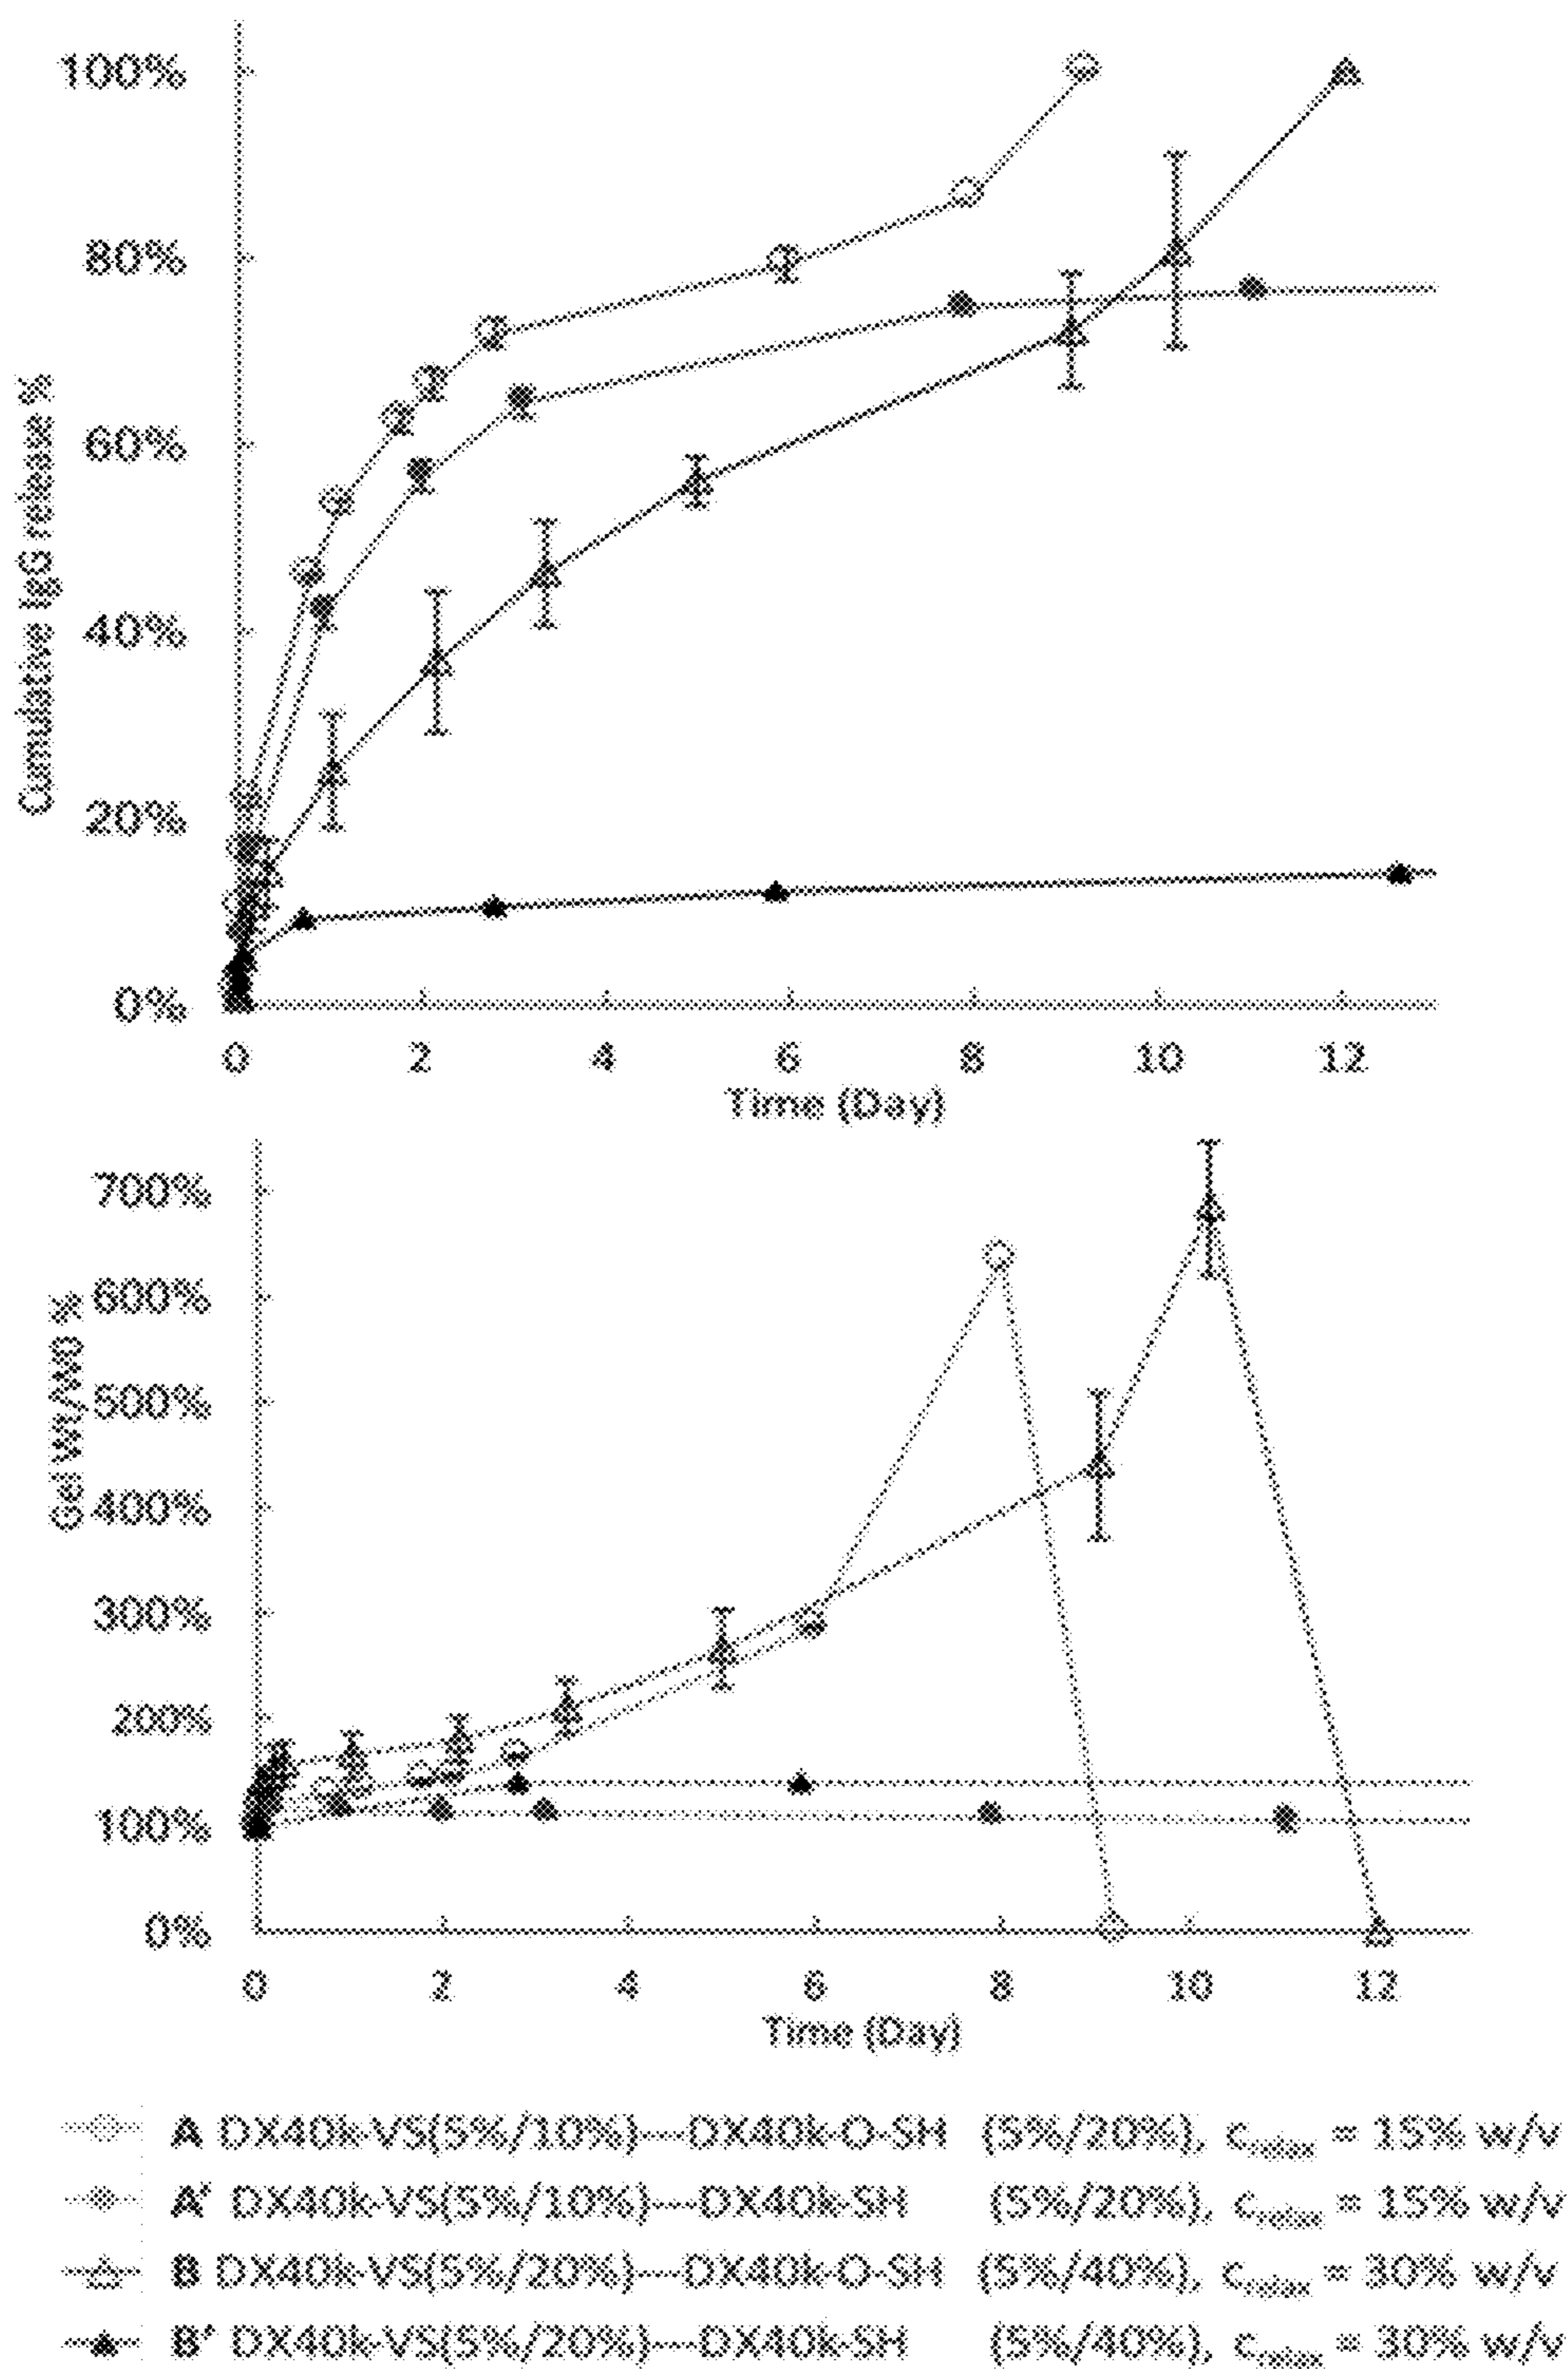 100%
80%
60%
40%
20%
0%
Cumulative IgG release %
0 2 4 6 8 10 12
Time (Day)
700%
600%
500%
400%
300%
200%
100%
0%
Gel Wt/W0 %
0 2 4 6 8 10 12
Time (Day)
A DX40k-VS(5%/10%)---DX40k-O-SH (5%/20%), c = 15% w/v
A' DX40k-VS(5%/10%)---DX40k-SH (5%/20%), c = 15% w/v
B DX40k-VS(5%/20%)---DX40k-O-SH (5%/40%), c = 30% w/v
B' DX40k-VS(5%/20%)---DX40k-SH (5%/40%), c = 30% w/v